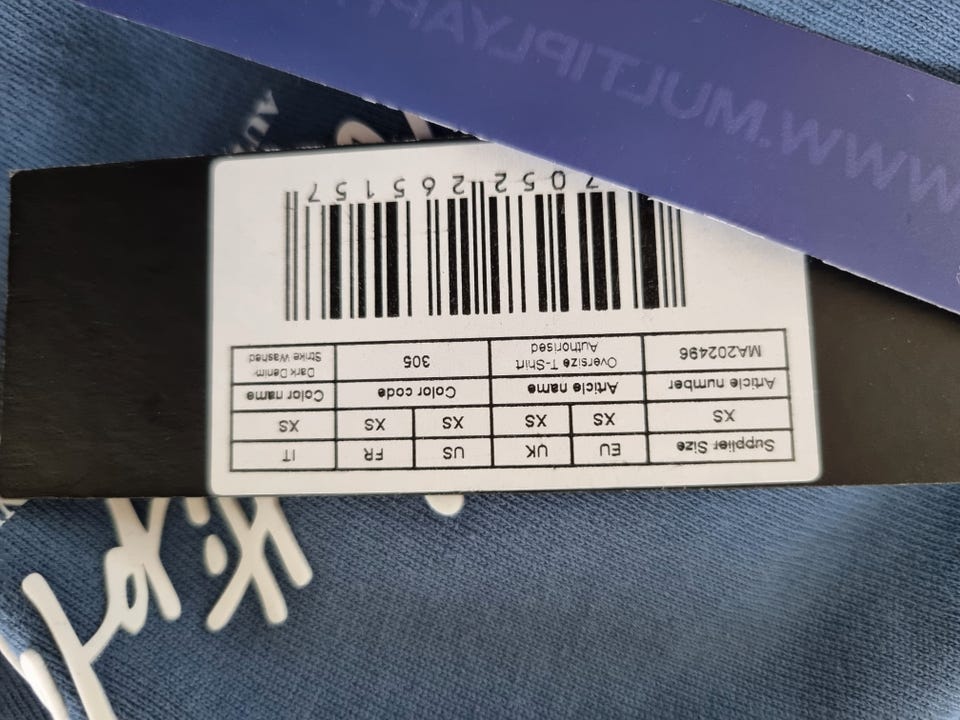 Supplier Size EU UK US FR IT
XS XS XS XS XS XS
Article number Article name Color code Color name
MA202496 Oversize T-Shirt 305 Dark Denim
Authorised Strike Washed
7052265157
WWW.MULTIPLYAP